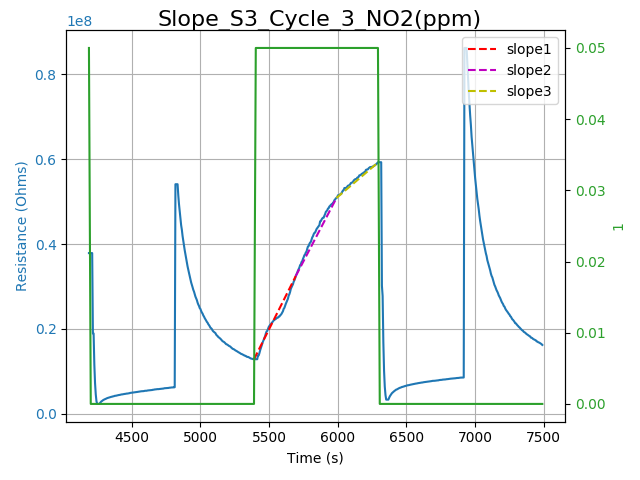 Slope_S3_Cycle_3_NO2(ppm)
1e8
slope1
slope2
slope3
0.8
0.6
0.4
0.2
0.0
Resistance (Ohms)
0.05
0.04
0.03
0.02
0.01
0.00
1
4500 5000 5500 6000 6500 7000 7500
Time (s)